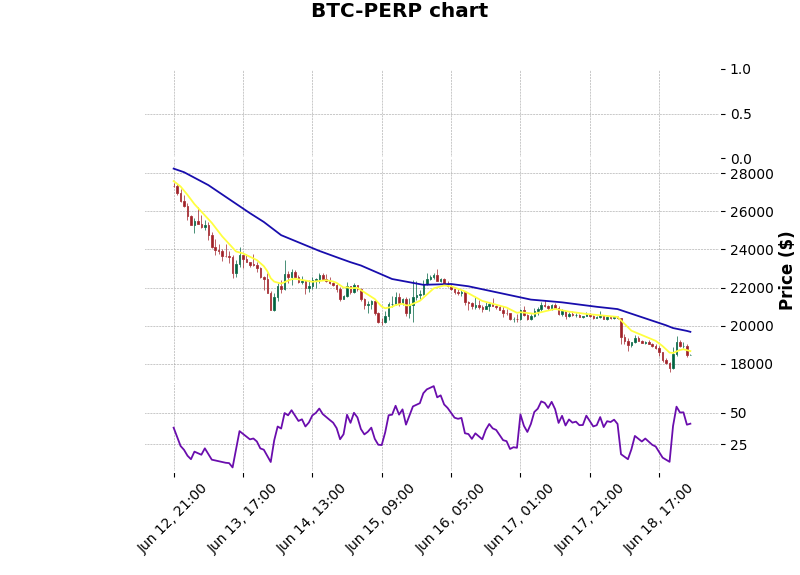 BTC-PERP chart
1.0
0.5
0.0
28000
26000
24000
22000
20000
18000
Price ($)
50
25
Jun 12, 21:00
Jun 13, 17:00
Jun 14, 13:00
Jun 15, 09:00
Jun 16, 05:00
Jun 17, 01:00
Jun 17, 21:00
Jun 18, 17:00